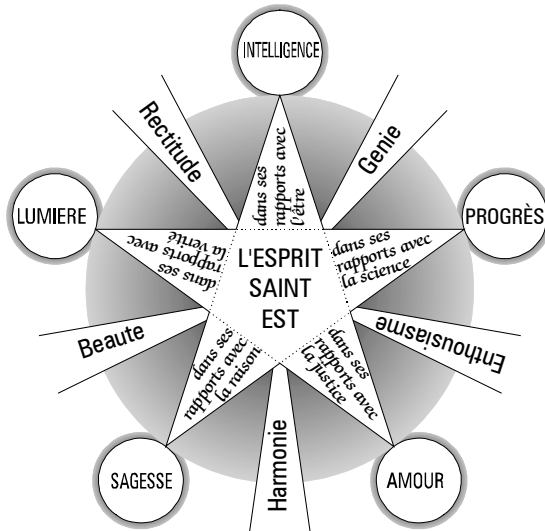 INTELLIGENCE
Rectitude
Genie
dans ses
rapports avec
l'être
LUMIERE
PROGRÈS
dans ses
rapports avec
la vérité
L'ESPRIT
SAINT
EST
dans ses
rapports avec
la science
Beaute
Enthousiasme
dans ses
rapports avec
la raison
dans ses
rapports avec
la justice
SAGESSE
Harmonie
AMOUR